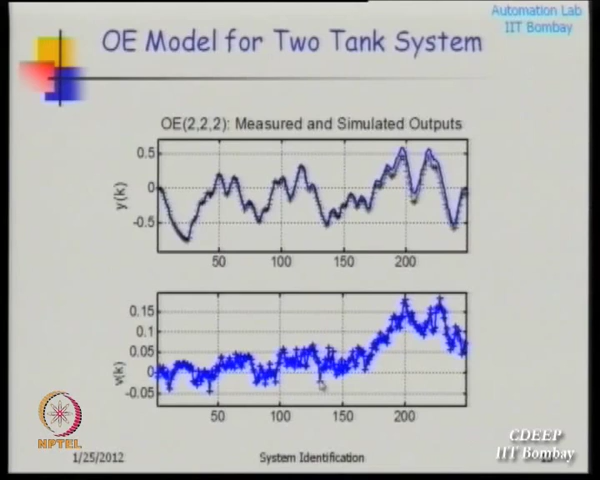 Automation Lab
IIT Bombay
OE Model for Two Tank System
OE(2,2,2): Measured and Simulated Outputs
0.5
0
-0.5
y(k)
50
100
150
200
0.15
0.1
0.05
0
-0.05
v(k)
50
100
150
200
NPTEL
1/25/2012
System Identification
CDEEP
IIT Bombay